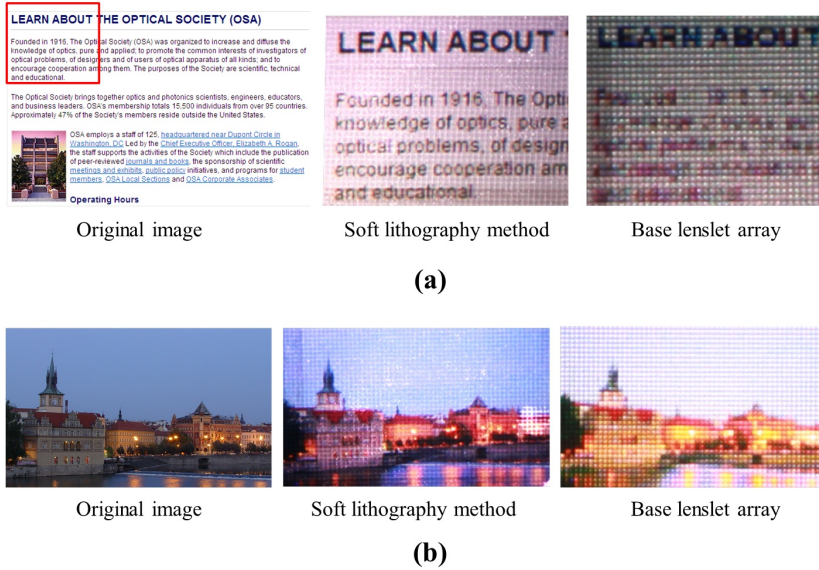 LEARN ABOUT THE OPTICAL SOCIETY (OSA)
Founded in 1916, The Optical Society (OSA) was organized to increase and diffuse the
knowledge of optics, pure and applied; to promote the common interests of investigators of
optical problems, of designers and of users of optical apparatus of all kinds; and to
encourage cooperation among them. The purposes of the Society are scientific, technical
and educational.
The Optical Society brings together optics and photonics scientists, engineers, educators,
and business leaders. OSA's membership totals 15,500 individuals from over 95 countries.
Approximately 47% of the Society's members reside outside the United States.
OSA employs a staff of 125, headquartered near Dupont Circle in
Washington, DC Led by the Chief Executive Officer, Elizabeth A. Rogan,
the staff supports the activities of the Society which include the publication
of peer-reviewed journals and books, the sponsorship of scientific
meetings and exhibits, public policy initiatives, and programs for student
members, OSA Local Sections and OSA Corporate Associates.
Operating Hours
LEARN ABOUT
Founded in 1916, The Opti
knowledge of optics, pure a
optical problems, of design
encourage cooperation am
and educational.
LEARN ABOUT
Original image
Soft lithography method
Base lenslet array
(a)
Original image
Soft lithography method
Base lenslet array
(b)